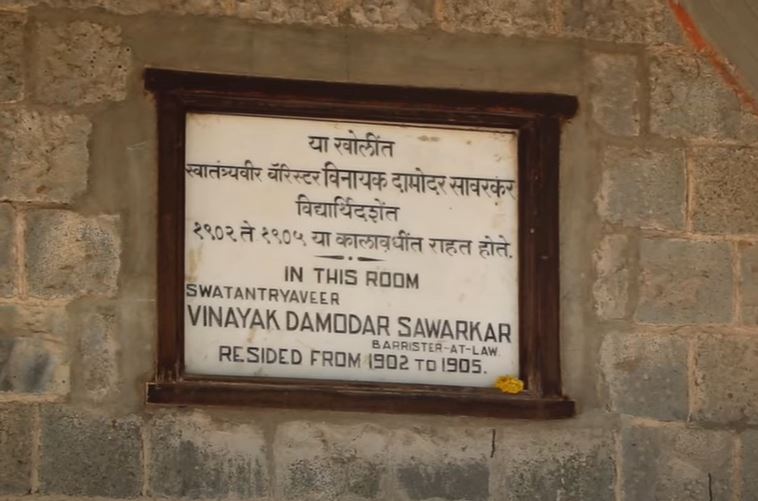 या खोलींत
स्वातंत्र्यवीर बॅरिस्टर विनायक दामोदर सावरकर
विद्यार्थिदशेंत
१९०२ ते १९०५ या कालावधींत राहत होते.
IN THIS ROOM
SWATANTRYAVEER
VINAYAK DAMODAR SAWARKAR
BARRISTER-AT-LAW.
RESIDED FROM 1902 TO 1905.